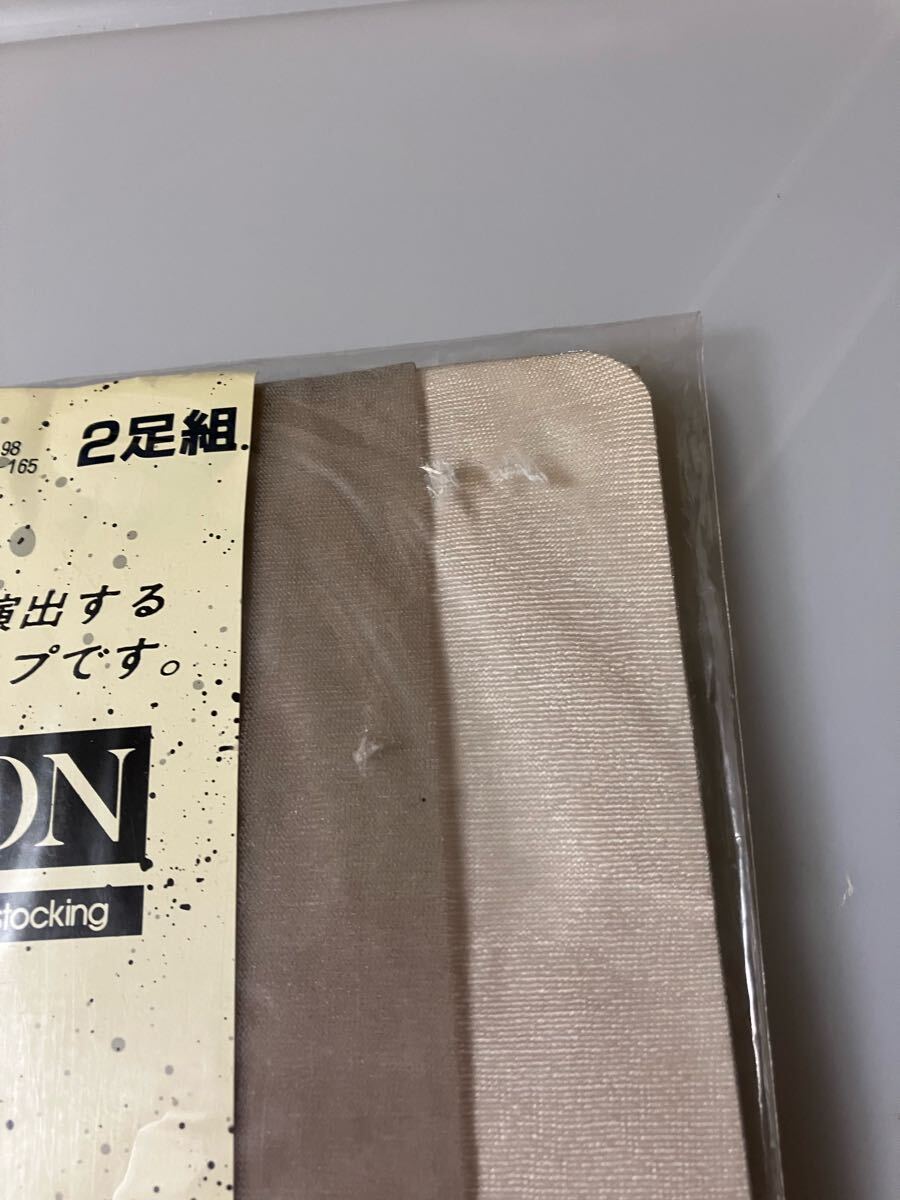 98
165
2足組
演出する
プです。
ON
stocking